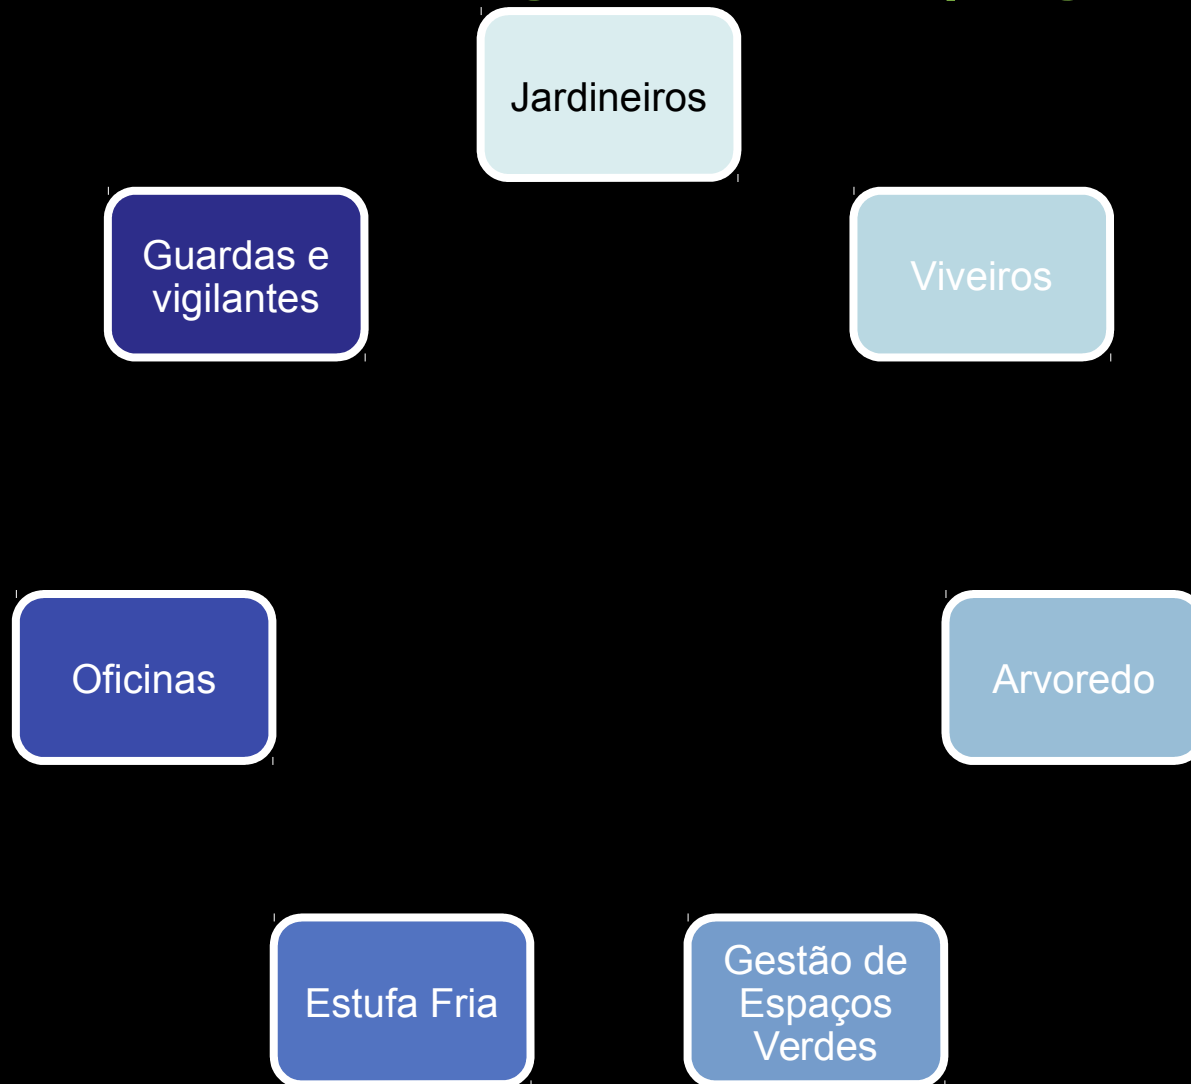 Jardineiros
Guardas e
vigilantes
Viveiros
Oficinas
Arvoredo
Estufa Fria
Gestão de
Espaços
Verdes